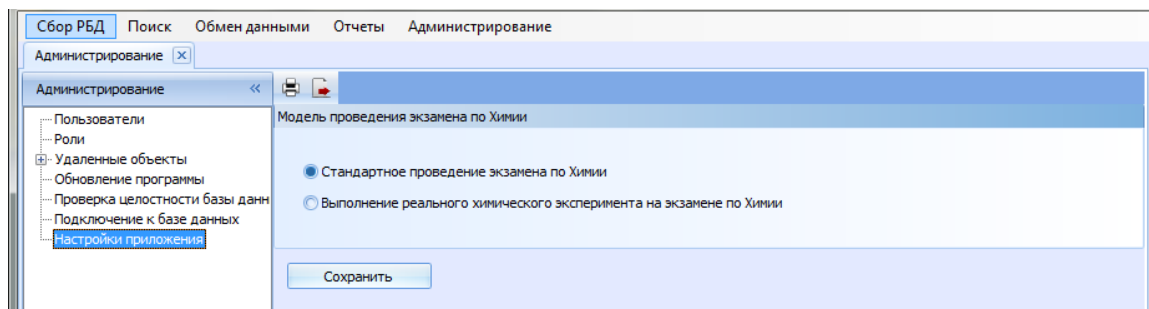 Сбор РБД Поиск Обмен данными Отчеты Администрирование
Администрирование
Администрирование
Модель проведения экзамена по Химии
Пользователи
Роли
Удаленные объекты
Обновление программы
Проверка целостности базы данн
Подключение к базе данных
Настройки приложения
Стандартное проведение экзамена по Химии
Выполнение реального химического эксперимента на экзамене по Химии
Сохранить